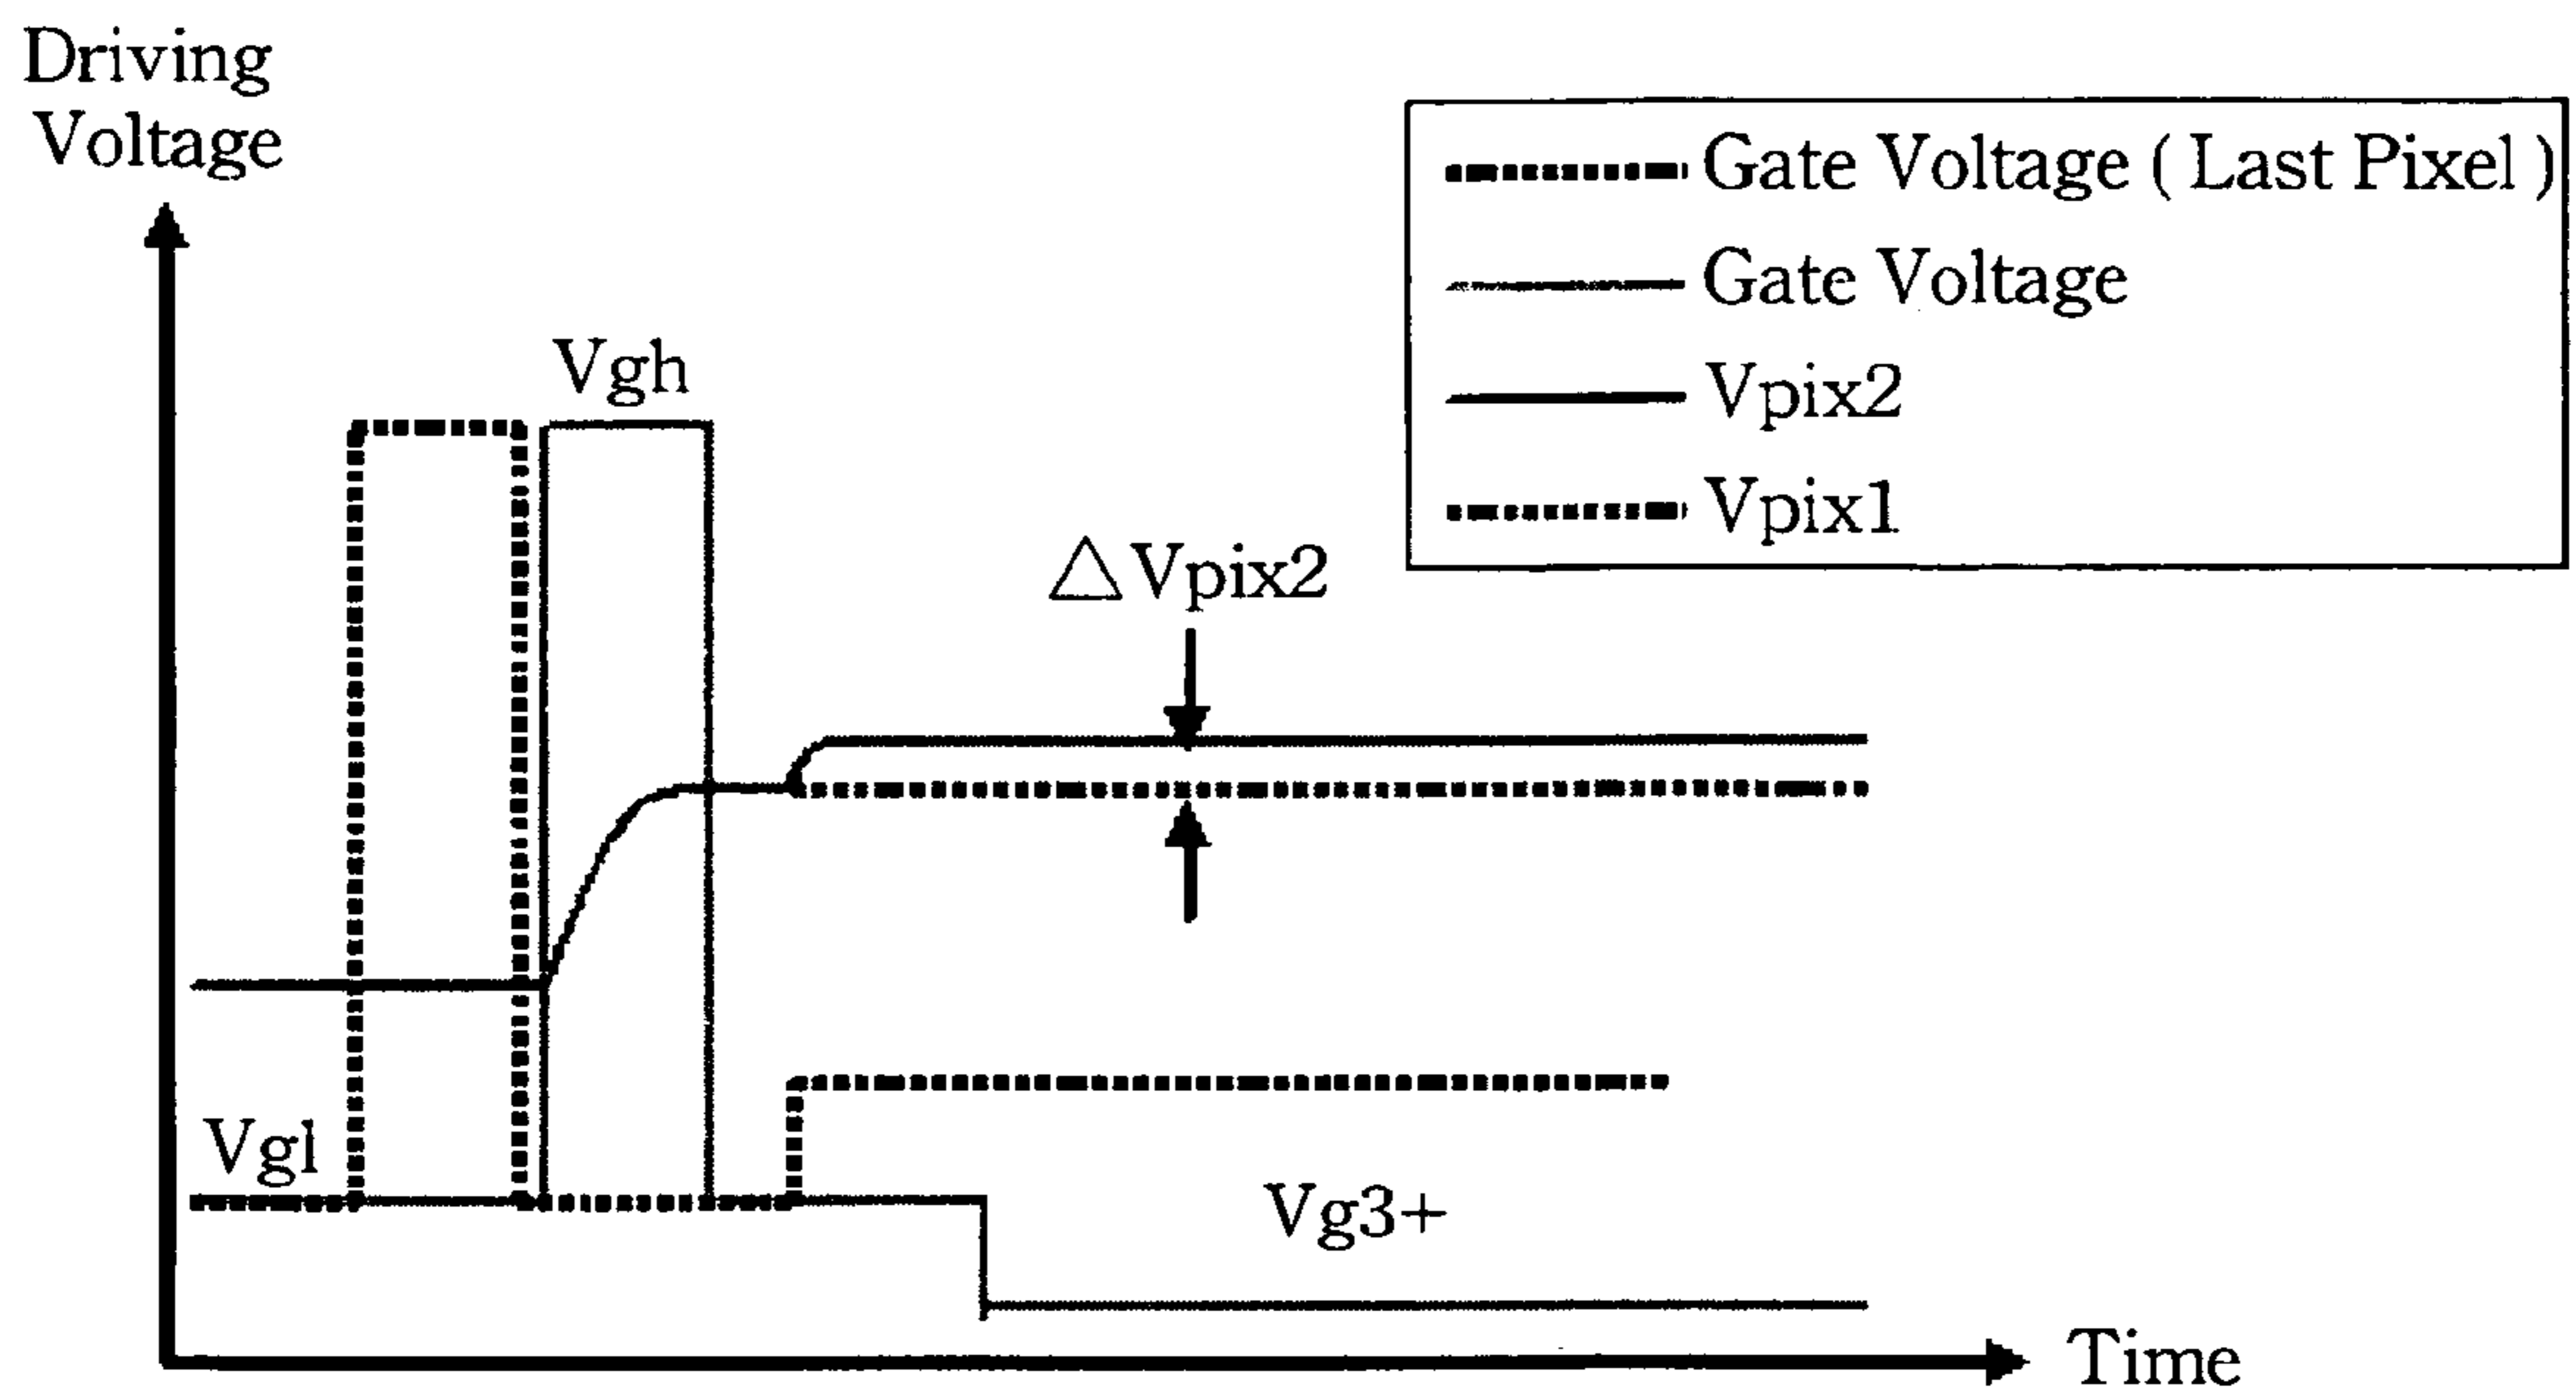 Driving
Voltage
Gate Voltage ( Last Pixel )
Gate Voltage
Vpix2
Vpix1
Vgh
△Vpix2
Vgl
Vg3+
Time